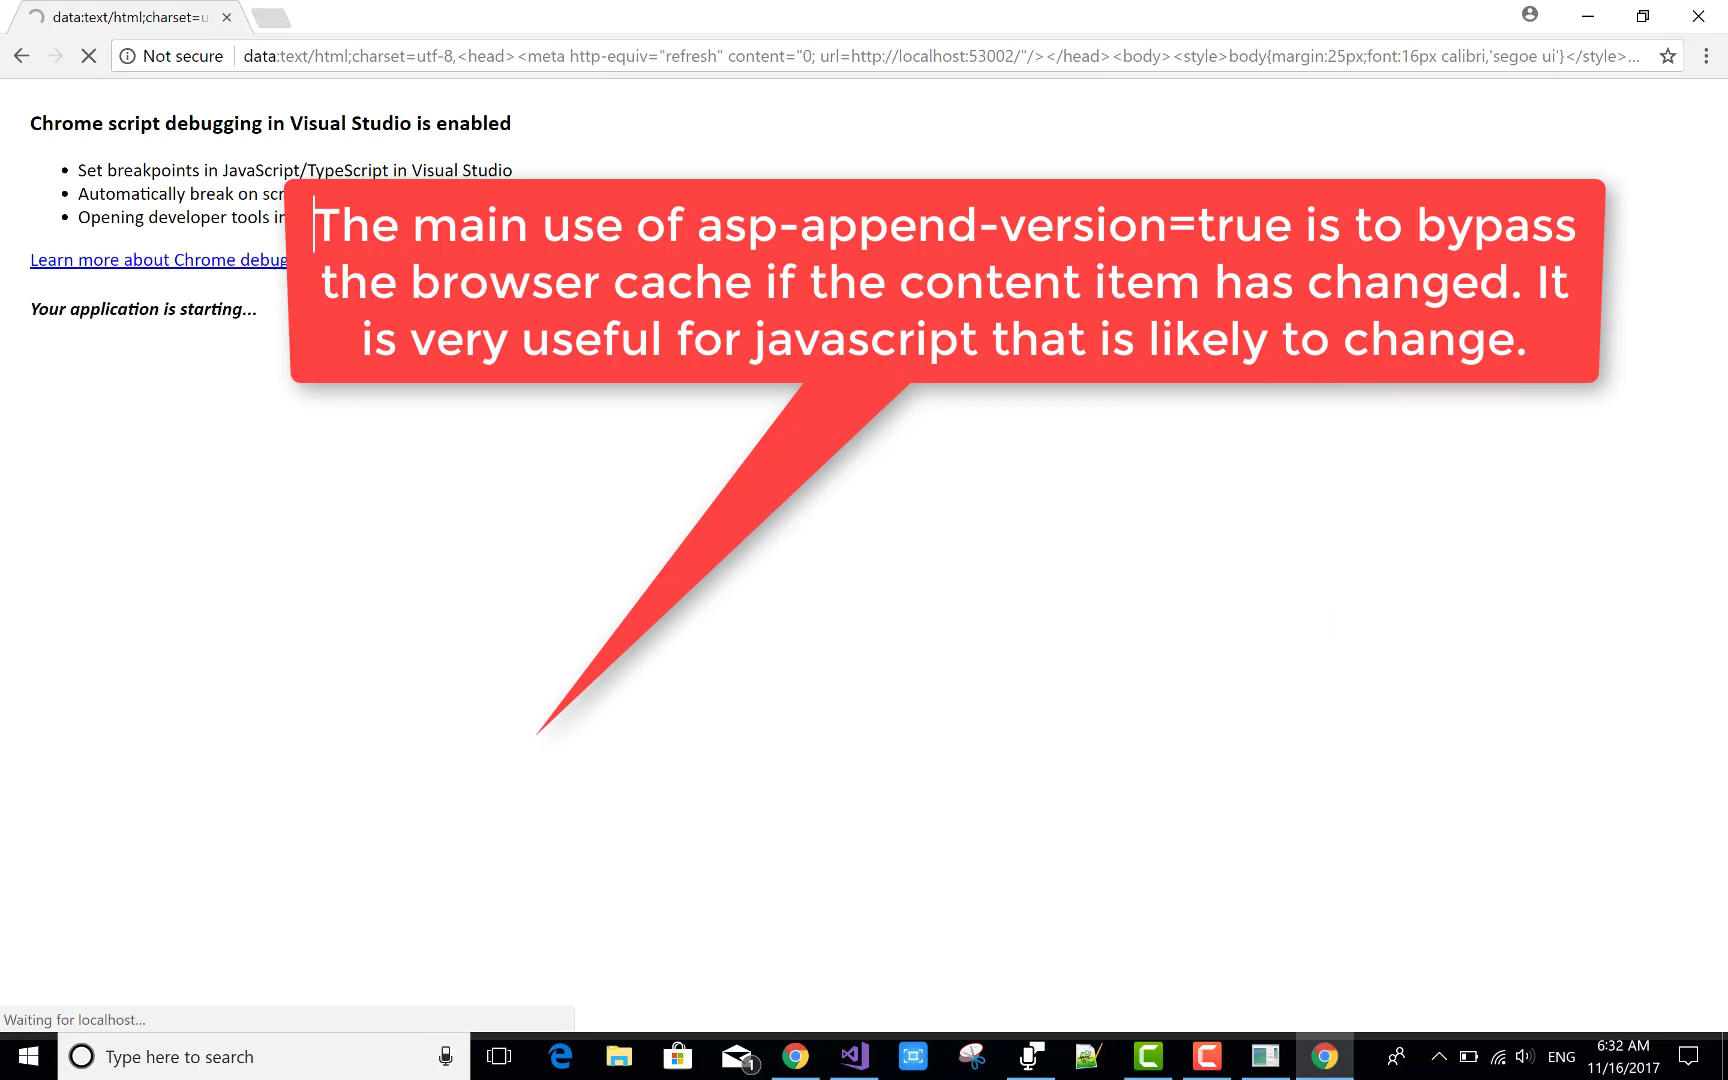 data:text/html;charset=u
Not secure
data:text/html;charset=utf-8,<head><meta http-equiv="refresh" content="0; url=http://localhost:53002/"/></head><body><style>body{margin:25px;font:16px calibri,'segoe ui'}</style>...
Chrome script debugging in Visual Studio is enabled
Set breakpoints in JavaScript/TypeScript in Visual Studio
Automatically break on
Opening developer tools
Learn more about Chrome
Your application is starting...
The main use of asp-append-version=true is to bypass
the browser cache if the content item has changed. It
is very useful for javascript that is likely to change.
Waiting for localhost...
Type here to search
1
ENG
6:32 AM
11/16/2017